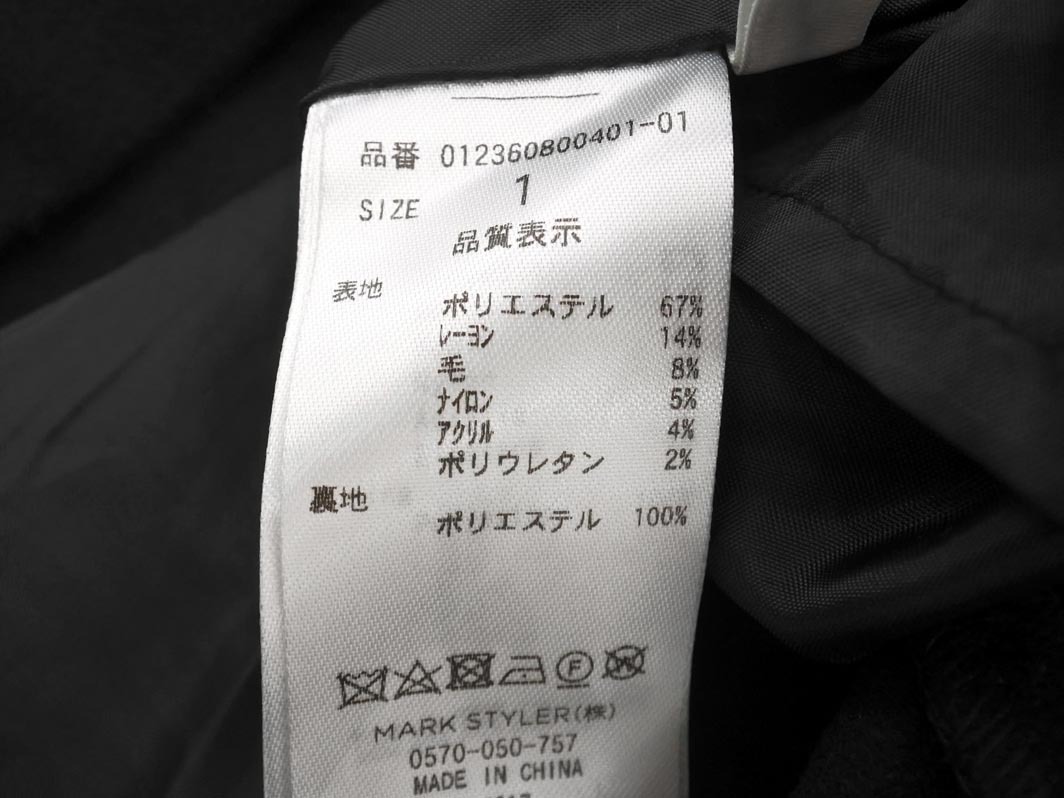 品番 012360800401-01
SIZE 1
品質表示
表地
ポリエステル 67%
レーヨン 14%
毛 8%
ナイロン 5%
アクリル 4%
ポリウレタン 2%
裏地
ポリエステル 100%
MARK STYLER(株)
0570-050-757
MADE IN CHINA